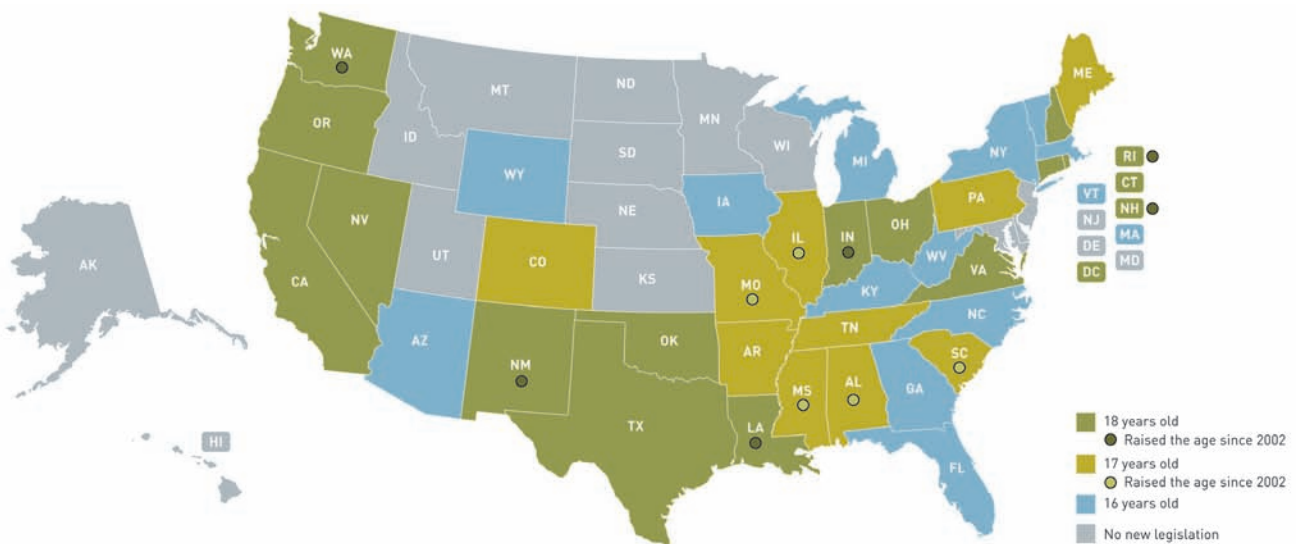 WA
MT
ND
MN
ME
OR
ID
SD
WI
MI
NY
WY
IA
NE
PA
NV
UT
CO
KS
IL
IN
OH
MO
WV
VA
KY
CA
AK
AZ
NM
OK
AR
TN
NC
SC
TX
LA
MS
AL
GA
FL
HI
RI
CT
VT
NH
NJ
MA
DE
MD
DC
18 years old
Raised the age since 2002
17 years old
Raised the age since 2002
16 years old
No new legislation